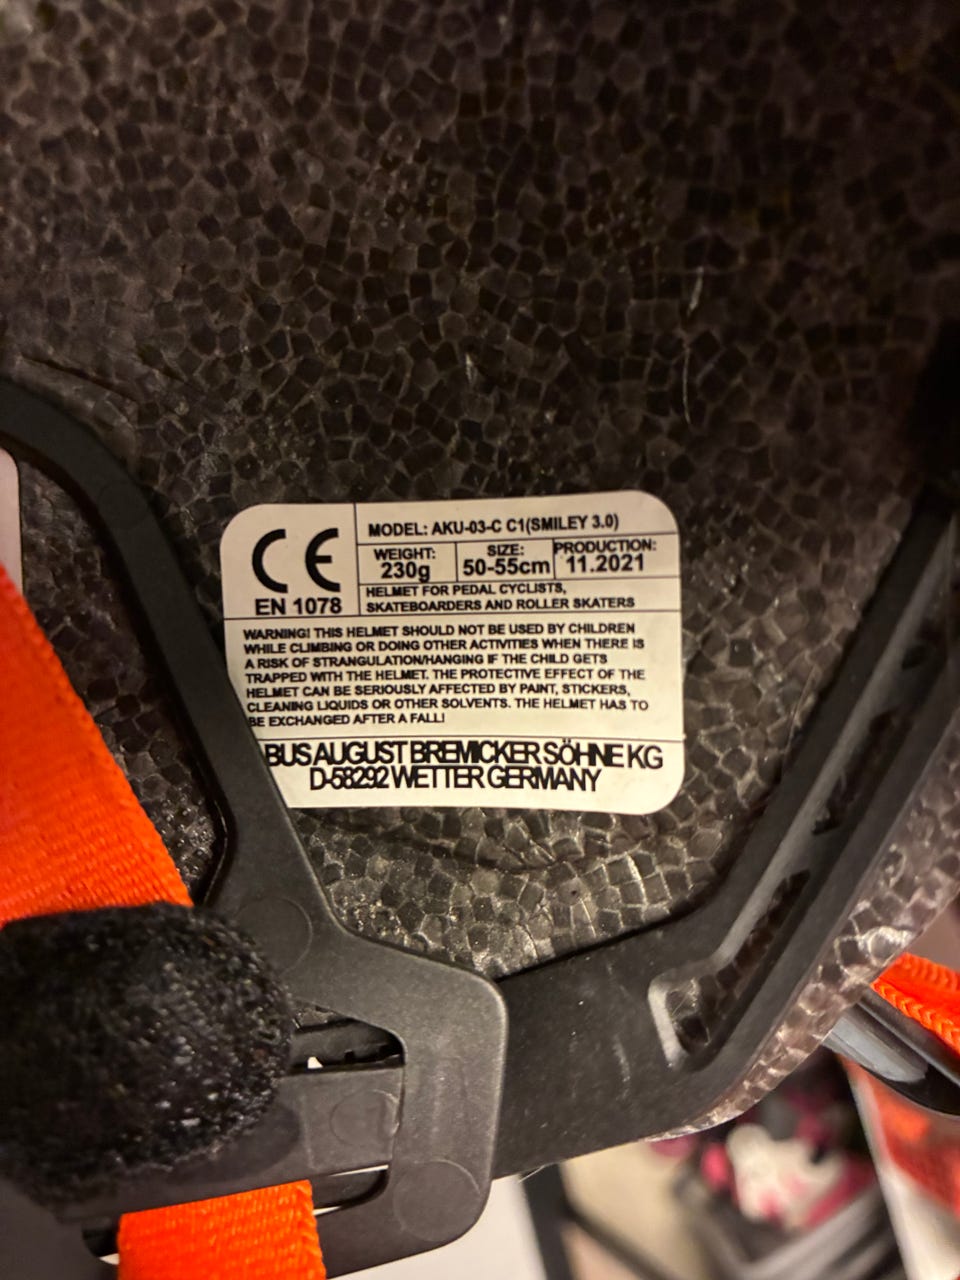 CE
EN 1078
MODEL: AKU-03-C C1(SMILEY 3.0)
WEIGHT:
230g
SIZE:
50-55cm
PRODUCTION:
11.2021
HELMET FOR PEDAL CYCLISTS,
SKATEBOARDERS AND ROLLER SKATERS
WARNING! THIS HELMET SHOULD NOT BE USED BY CHILDREN
WHILE CLIMBING OR DOING OTHER ACTIVITIES WHEN THERE IS
A RISK OF STRANGULATION/HANGING IF THE CHILD GETS
TRAPPED WITH THE HELMET. THE PROTECTIVE EFFECT OF THE
HELMET CAN BE SERIOUSLY AFFECTED BY PAINT, STICKERS,
CLEANING LIQUIDS OR OTHER SOLVENTS. THE HELMET HAS TO
BE EXCHANGED AFTER A FALL!
BUS AUGUST BREMICKER SÖHNE KG
D-58292 WETTER GERMANY